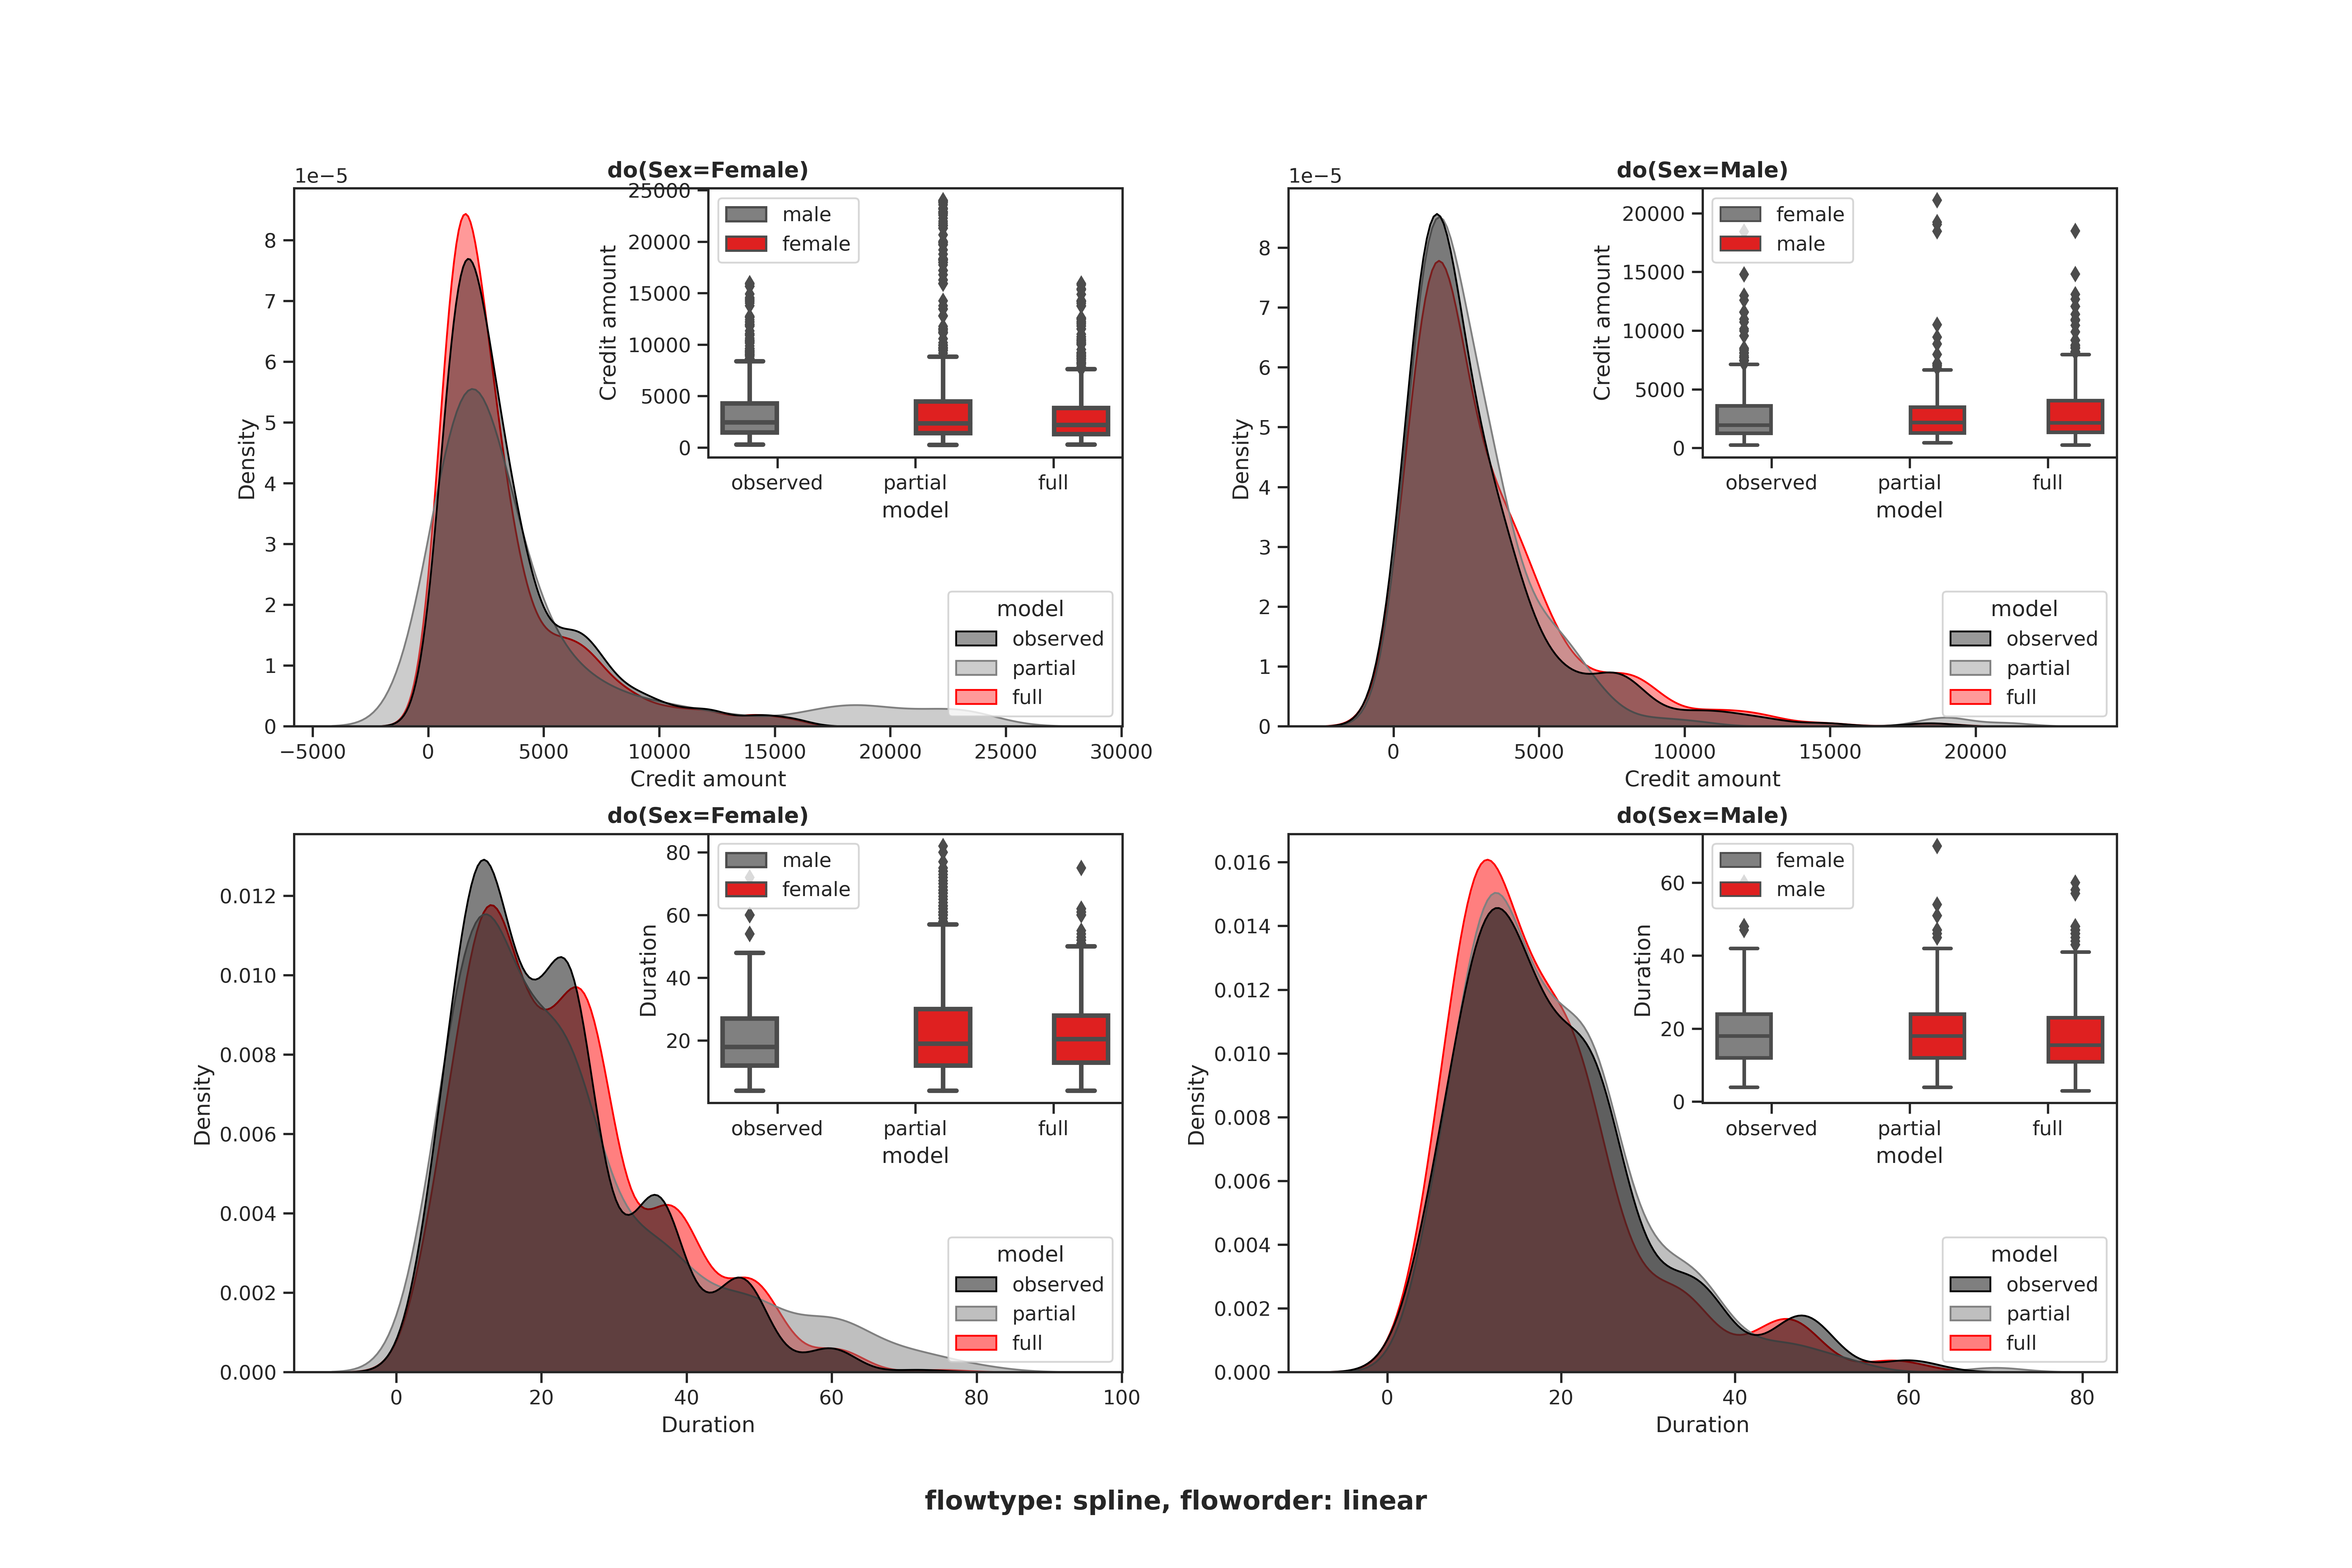 do(Sex=Female)
1e−5
Density
8
7
6
5
4
3
2
1
0
−5000 0 5000 10000 15000 20000 25000 30000
Credit amount
25000
20000
15000
10000
5000
0
Credit amount
male
female
observed partial full
model
model
observed
partial
full
do(Sex=Male)
1e−5
Density
8
7
6
5
4
3
2
1
0
0 5000 10000 15000 20000
Credit amount
20000
15000
10000
5000
0
Credit amount
female
male
observed partial full
model
model
observed
partial
full
do(Sex=Female)
Density
0.012
0.010
0.008
0.006
0.004
0.002
0.000
0 20 40 60 80 100
Duration
80
60
40
20
Duration
male
female
observed partial full
model
model
observed
partial
full
do(Sex=Male)
Density
0.016
0.014
0.012
0.010
0.008
0.006
0.004
0.002
0.000
0 20 40 60 80
Duration
60
40
20
0
Duration
female
male
observed partial full
model
model
observed
partial
full
flowtype: spline, floworder: linear